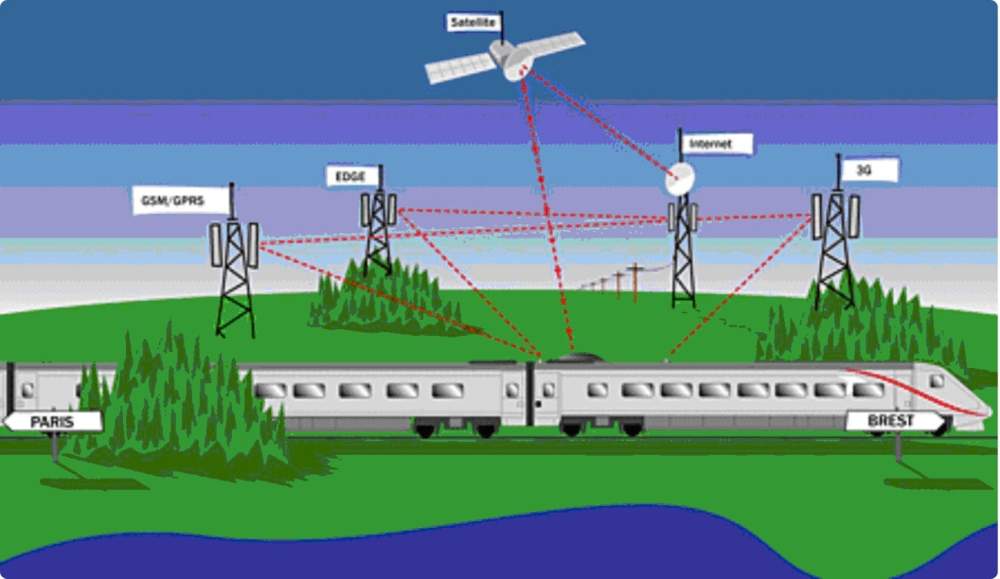 Satellite
Internet
EDGE
3G
GSM/GPRS
PARIS
BREST